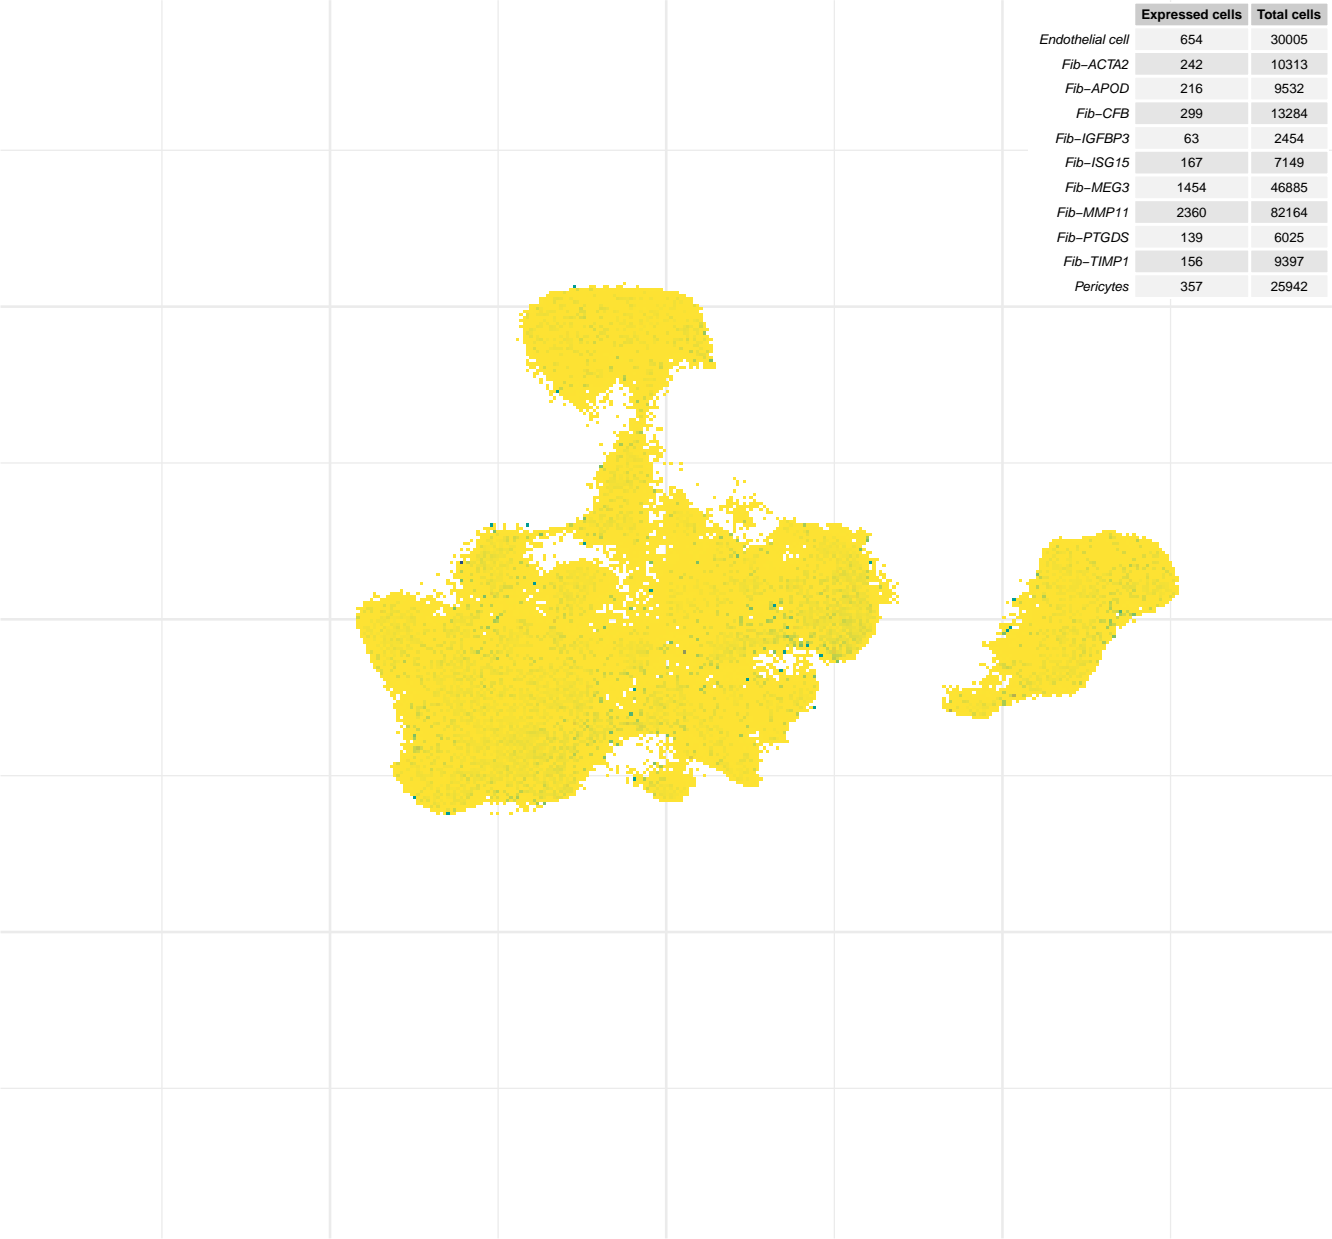 Expressed cells Total cells
Endothelial cell 654 30005
Fib−ACTA2 242 10313
Fib−APOD 216 9532
Fib−CFB 299 13284
Fib−IGFBP3 63 2454
Fib−ISG15 167 7149
Fib−MEG3 1454 46885
Fib−MMP11 2360 82164
Fib−PTGDS 139 6025
Fib−TIMP1 156 9397
Pericytes 357 25942